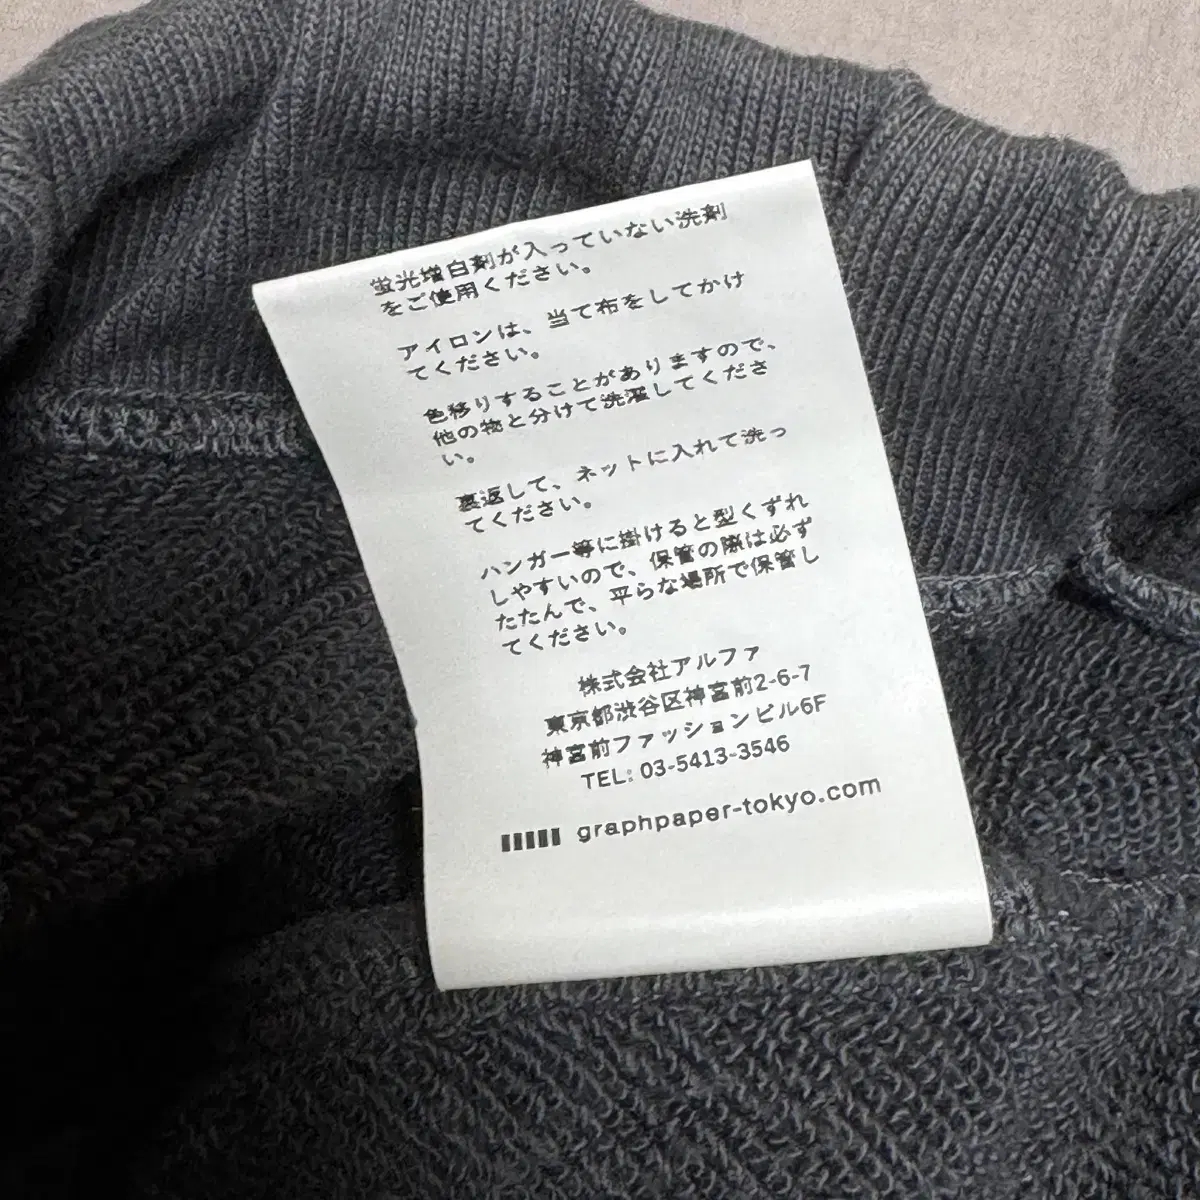 蛍光増白剤が入っていない洗剤
をご使用ください。
アイロンは、当て布をしてかけ
てください。
色移りすることがありますので、
他の物と分けて洗濯してくださ
い。
裏返して、ネットに入れて洗っ
てください。
ハンガー等に掛けると型くずれ
しやすいので、保管の際は必ず
たたんで、平らな場所で保管し
てください。
株式会社アルファ
東京都渋谷区神宮前2-6-7
神宮前ファッションビル6F
TEL: 03-5413-3546
graphpaper-tokyo.com